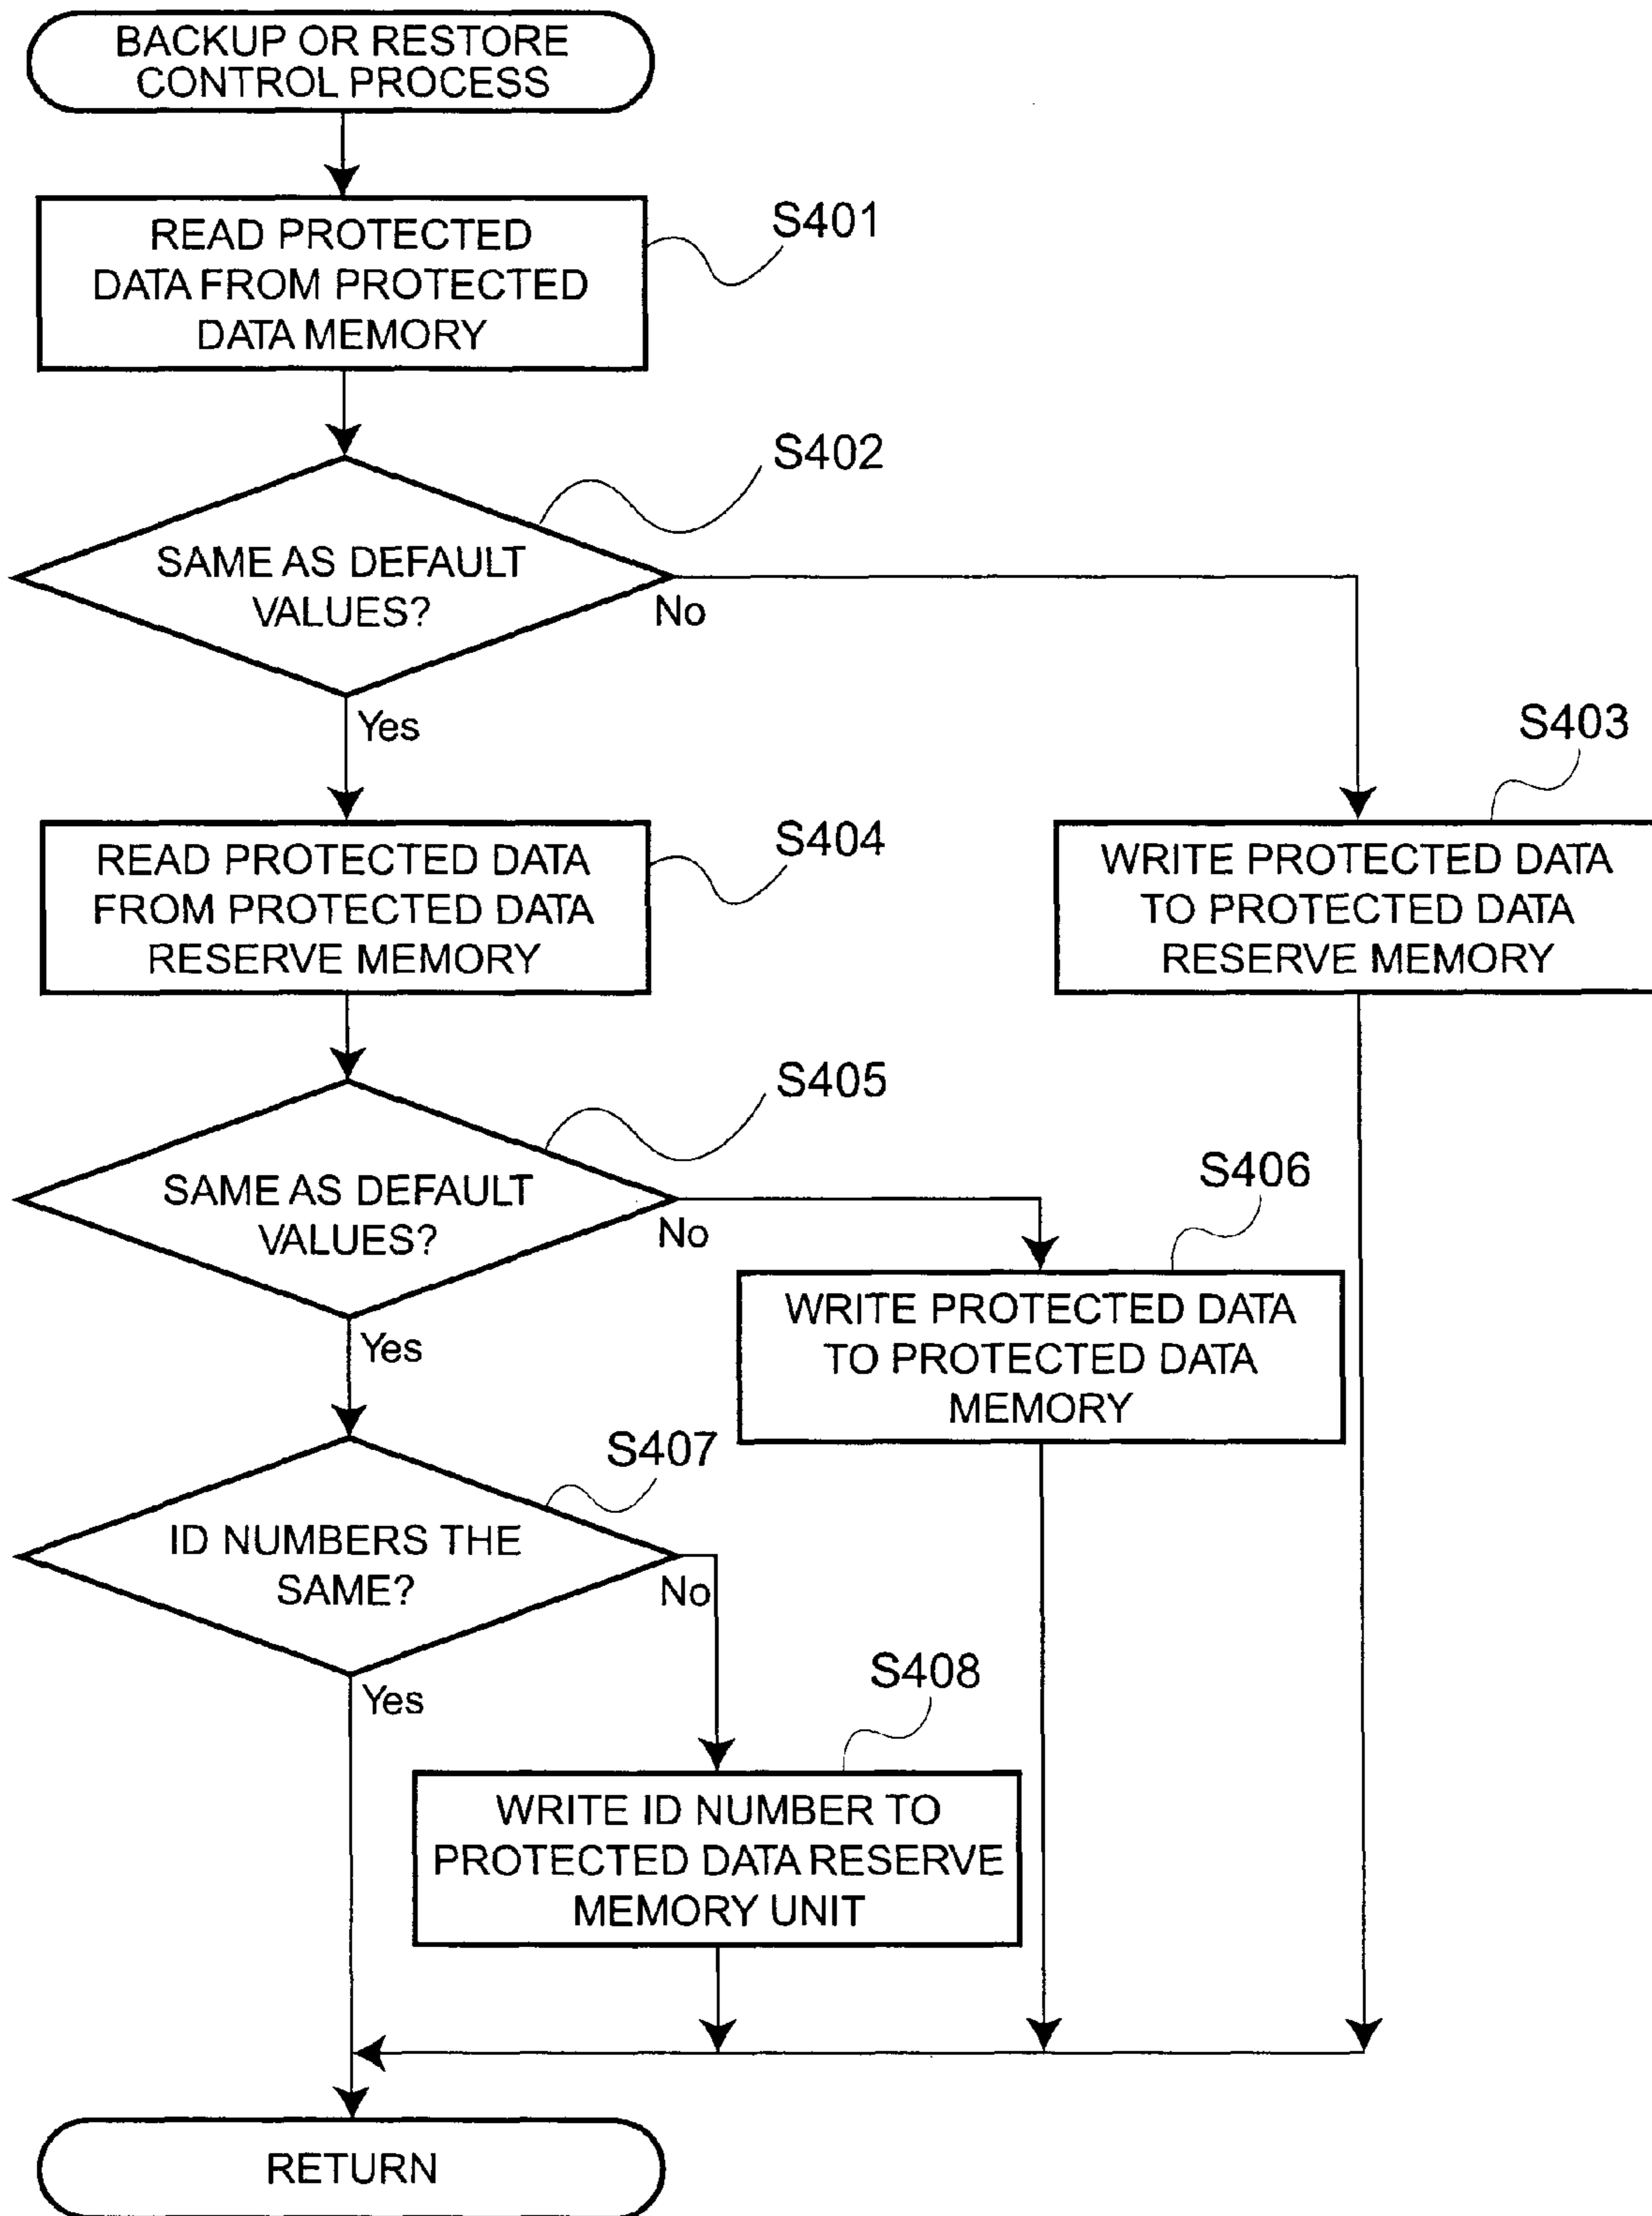 BACKUP OR RESTORE
CONTROL PROCESS
READ PROTECTED
DATA FROM PROTECTED
DATA MEMORY
S401
S402
SAME AS DEFAULT
VALUES?
No
Yes
S403
WRITE PROTECTED DATA
TO PROTECTED DATA
RESERVE MEMORY
S404
READ PROTECTED DATA
FROM PROTECTED DATA
RESERVE MEMORY
S405
SAME AS DEFAULT
VALUES?
No
Yes
S406
WRITE PROTECTED DATA
TO PROTECTED DATA
MEMORY
S407
ID NUMBERS THE
SAME?
No
Yes
S408
WRITE ID NUMBER TO
PROTECTED DATA RESERVE
MEMORY UNIT
RETURN